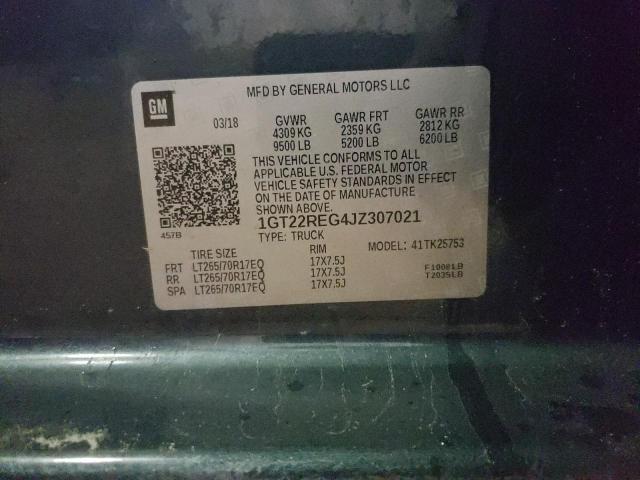 MFD BY GENERAL MOTORS LLC
GM
03/18
GVWR GAWR FRT GAWR RR
4309 KG 2359 KG 2812 KG
9500 LB 5200 LB 6200 LB
THIS VEHICLE CONFORMS TO ALL
APPLICABLE U.S. FEDERAL MOTOR
VEHICLE SAFETY STANDARDS IN EFFECT
ON THE DATE OF MANUFACTURE
SHOWN ABOVE.
457B
1GT22REG4JZ307021
TYPE: TRUCK
MODEL: 41TK25753
TIRE SIZE RIM
FRT LT265/70R17EQ 17X7.5J
RR LT265/70R17EQ 17X7.5J
SPA LT265/70R17EQ 17X7.5J
F1008LB
T2035LB